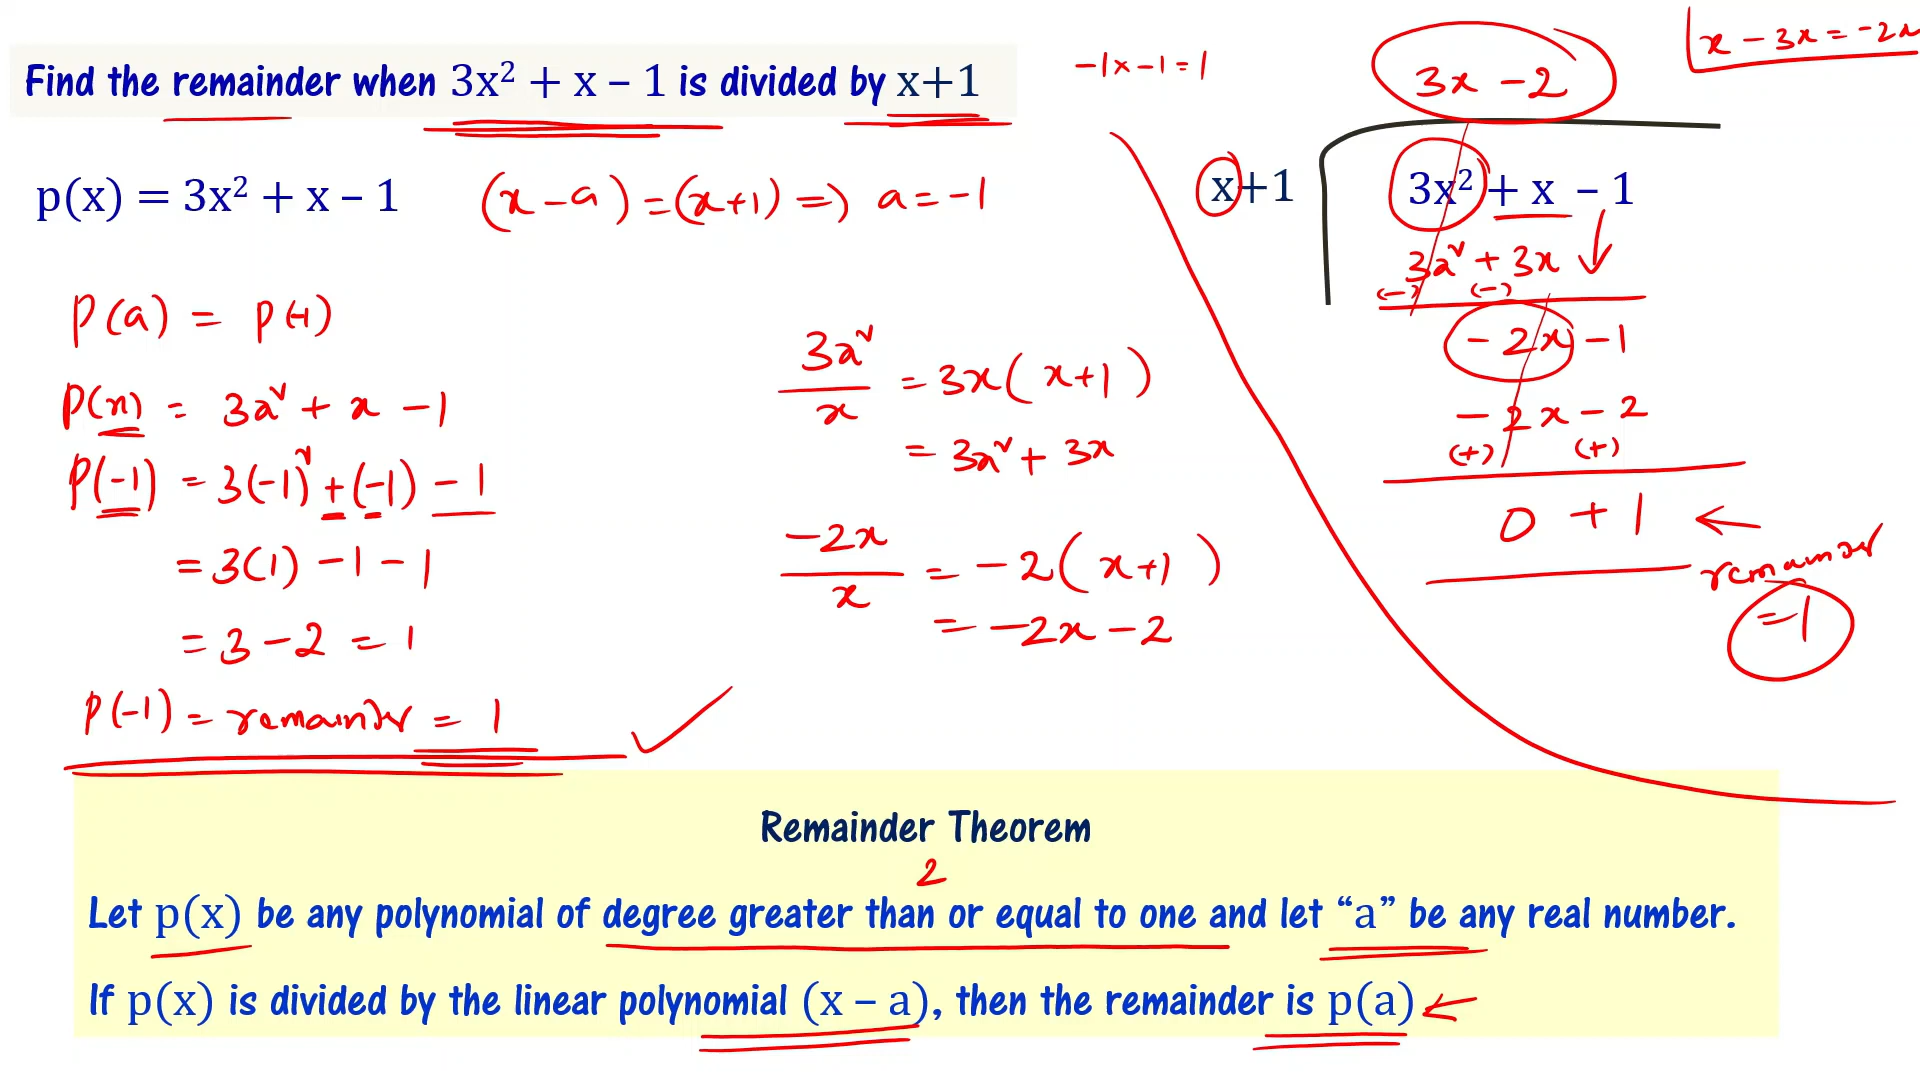 Find the remainder when 3x² + x – 1 is divided by x+1
p(x) = 3x² + x – 1
(x - a) = (x+1) => a = -1
P(a) = P(-1)
P(x) = 3x² + x - 1
P(-1) = 3(-1)² + (-1) - 1
= 3(1) - 1 - 1
= 3 - 2 = 1
P(-1) = remainder = 1
3x²/x = 3x(x+1)
= 3x² + 3x
-2x/x = -2(x+1)
= -2x - 2
-1x-1=1
x - 3x = -2x
3x - 2
x+1
3x² + x – 1
3x² + 3x
(-) (-)
-2x - 1
-2x - 2
(+) (+)
0 + 1 ←
remainder
= 1
Remainder Theorem
2
Let p(x) be any polynomial of degree greater than or equal to one and let “a” be any real number.
If p(x) is divided by the linear polynomial (x – a), then the remainder is p(a) ←